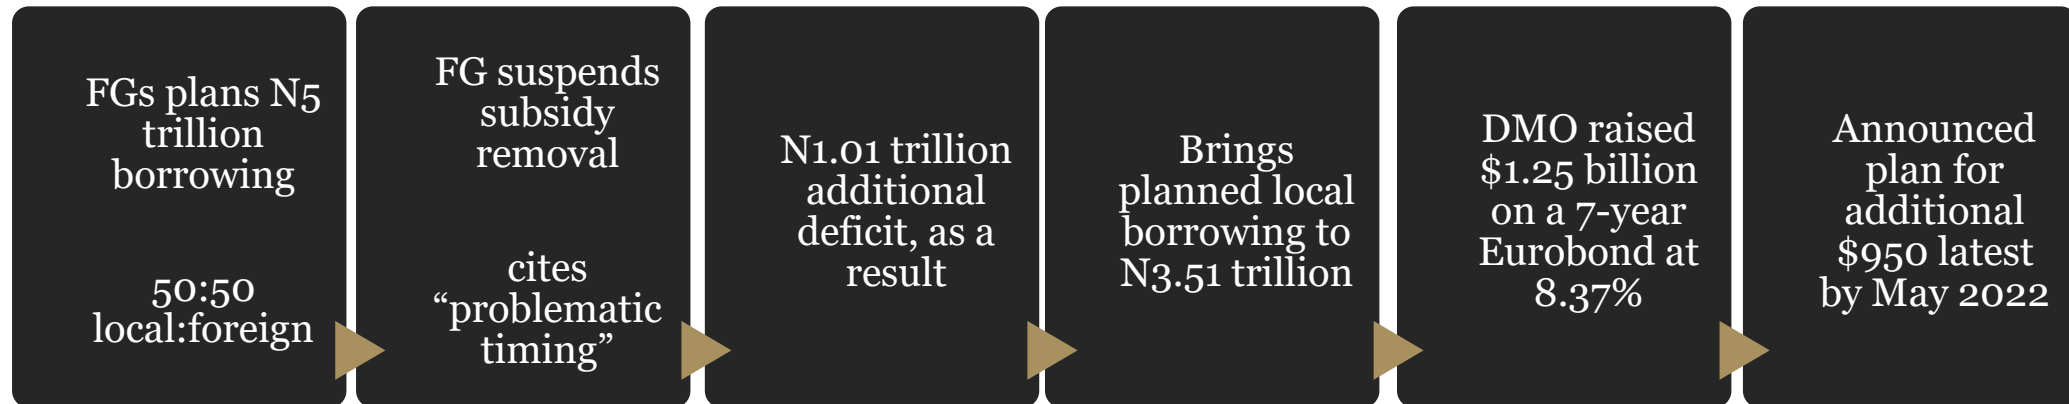 FGs plans N5
trillion
borrowing
50:50
local:foreign
FG suspends
subsidy
removal
cites
“problematic
timing”
N1.01 trillion
additional
deficit, as a
result
Brings
planned local
borrowing to
N3.51 trillion
DMO raised
$1.25 billion
on a 7-year
Eurobond at
8.37%
Announced
plan for
additional
$950 latest
by May 2022